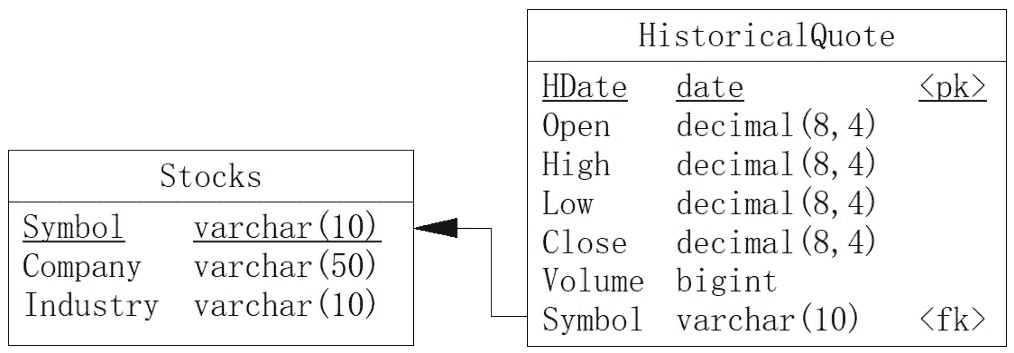 Stocks
Symbol varchar(10)
Company varchar(50)
Industry varchar(10)
HistoricalQuote
HDate date <pk>
Open decimal(8,4)
High decimal(8,4)
Low decimal(8,4)
Close decimal(8,4)
Volume bigint
Symbol varchar(10) <fk>